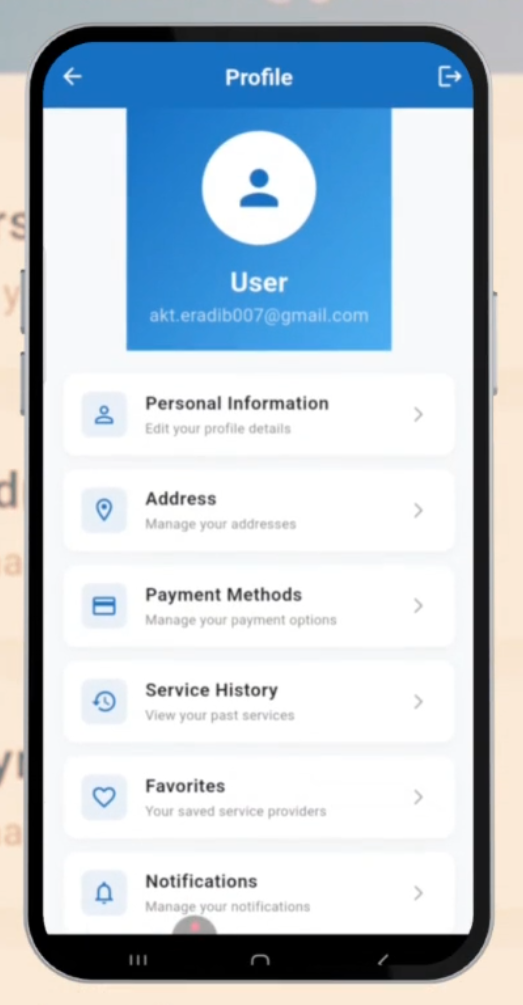 Profile
User
akt.eradib007@gmail.com
Personal Information
Edit your profile details
Address
Manage your addresses
Payment Methods
Manage your payment options
Service History
View your past services
Favorites
Your saved service providers
Notifications
Manage your notifications